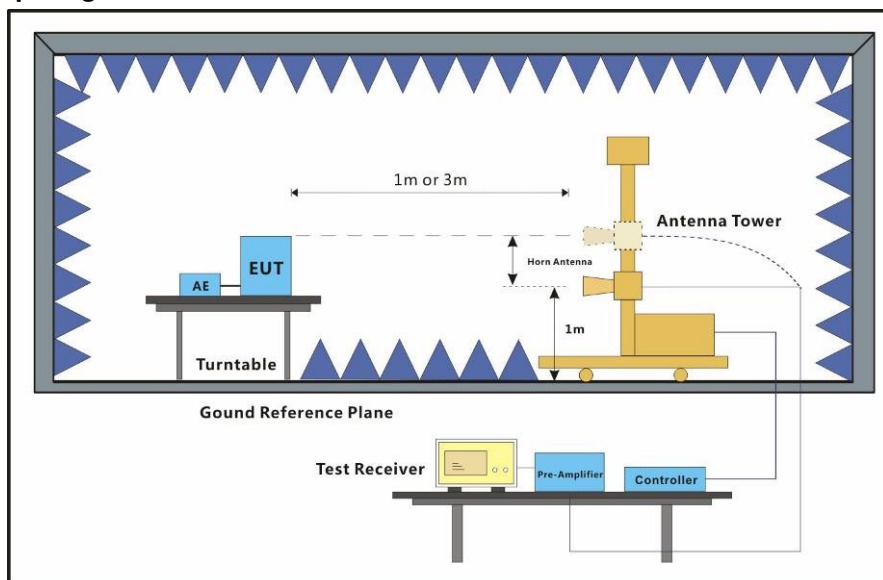 1m or 3m
Antenna Tower
Horn Antenna
EUT
AE
1m
Turntable
Gound Reference Plane
Test Receiver
Pre-Amplifier
Controller